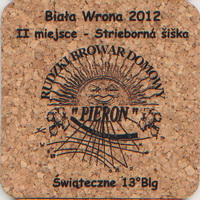 Biała Wrona 2012
II miejsce - Strieborná šiška
RUDZKI BROWAR DOMOWY
"PIERON"
Świąteczne 13°Blg